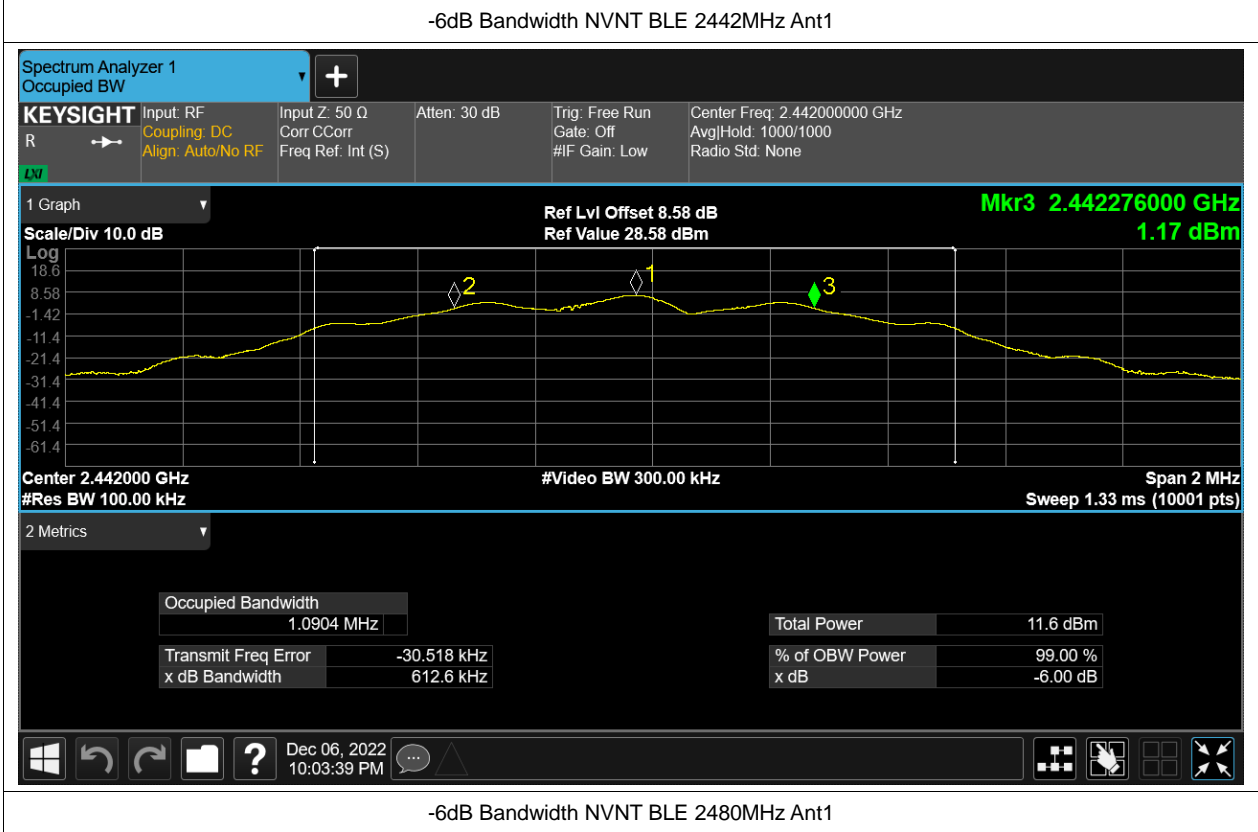 -6dB Bandwidth NVNT BLE 2442MHz Ant1
Spectrum Analyzer 1
Occupied BW
KEYSIGHT
R
LXI
Input: RF
Coupling: DC
Align: Auto/No RF
Input Z: 50 Ω
Corr CCorr
Freq Ref: Int (S)
Atten: 30 dB
Trig: Free Run
Gate: Off
#IF Gain: Low
Center Freq: 2.442000000 GHz
Avg|Hold: 1000/1000
Radio Std: None
1 Graph
Scale/Div 10.0 dB
Ref Lvl Offset 8.58 dB
Ref Value 28.58 dBm
Mkr3 2.442276000 GHz
1.17 dBm
Log
18.6
8.58
-1.42
-11.4
-21.4
-31.4
-41.4
-51.4
-61.4
2
1
3
Center 2.442000 GHz
#Res BW 100.00 kHz
#Video BW 300.00 kHz
Span 2 MHz
Sweep 1.33 ms (10001 pts)
2 Metrics
Occupied Bandwidth
1.0904 MHz
Transmit Freq Error -30.518 kHz
x dB Bandwidth 612.6 kHz
Total Power 11.6 dBm
% of OBW Power 99.00 %
x dB -6.00 dB
?
Dec 06, 2022
10:03:39 PM
-6dB Bandwidth NVNT BLE 2480MHz Ant1